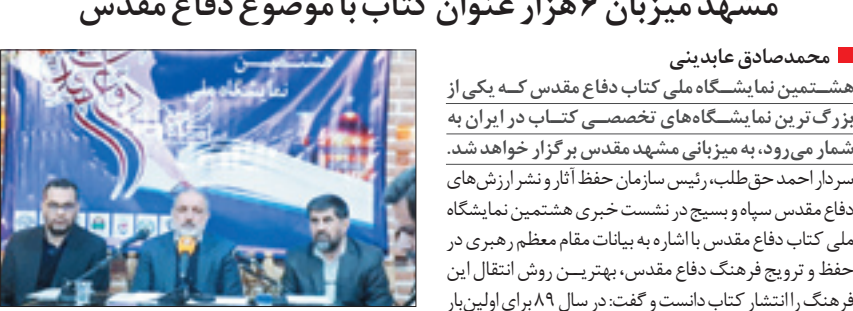 مشهد میزبان ۶ هزار عنوان کتاب با موضوع دفاع مقدس
محمدصادق عابدینی
هشتمین نمایشگاه ملی کتاب دفاع مقدس که یکی از
بزرگ‌ترین نمایشگاه‌های تخصصی کتاب در ایران به
شمار می‌رود، به میزبانی مشهد مقدس برگزار خواهد شد.
سردار احمد حق‌طلب، رئیس سازمان حفظ آثار و نشر ارزش‌های
دفاع مقدس سپاه و بسیج در نشست خبری هشتمین نمایشگاه
ملی کتاب دفاع مقدس با اشاره به بیانات مقام معظم رهبری در
حفظ و ترویج فرهنگ دفاع مقدس، بهترین روش انتقال این
فرهنگ را انتشار کتاب دانست و گفت: در سال ۸۹ برای اولین‌بار
هشتمین
نمایشگاه ملی